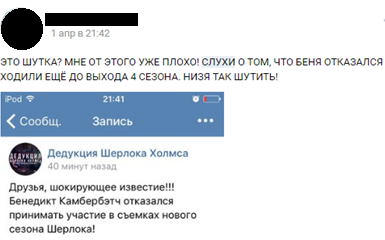 1 апр в 21:42
ЭТО ШУТКА? МНЕ ОТ ЭТОГО УЖЕ ПЛОХО! СЛУХИ О ТОМ, ЧТО БЕНЯ ОТКАЗАЛСЯ
ХОДИЛИ ЕЩЁ ДО ВЫХОДА 4 СЕЗОНА. НИЗЯ ТАК ШУТИТЬ!
iPod 21:41
Сообщ. Запись
ДЕДУКЦИЯ Дедукция Шерлока Холмса
40 минут назад
Друзья, шокирующее известие!!!
Бенедикт Камбербэтч отказался
принимать участие в съемках нового
сезона Шерлока!